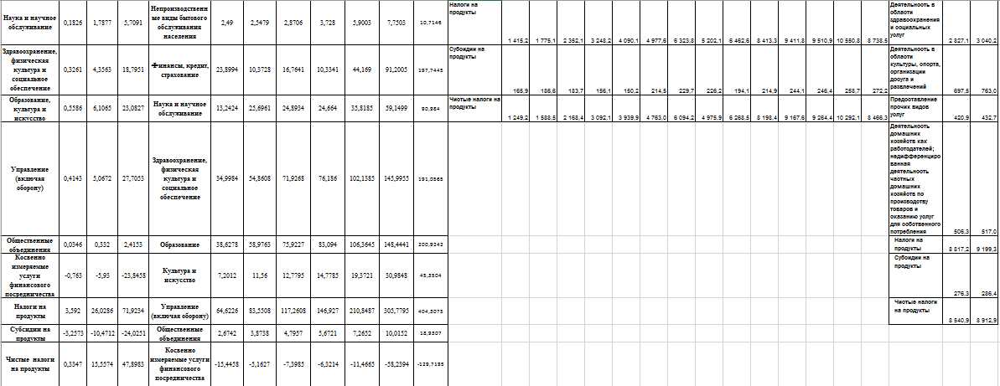 Наука и научное обслуживание 0,1826 1,7877 5,7091
Здравоохранение, физическая культура и социальное обеспечение 0,3261 4,3563 18,7951
Образование, культура и искусство 0,5586 6,1065 23,0827
Управление (включая оборону) 0,4143 5,0672 27,7053
Общественные объединения 0,0346 0,332 2,4153
Косвенно измеряемые услуги финансового посредничества -0,763 -5,93 -23,8458
Налоги на продукты 3,592 26,0286 71,9234
Субсидии на продукты -3,2573 -10,4712 -24,0251
Чистые налоги на продукты 0,3347 15,5574 47,8983
Непроизводственные виды бытового обслуживания населения 2,49 2,5479 2,8706 3,728 5,9003 7,7503 10,7146
Финансы, кредит, страхование 23,8994 10,3728 16,7641 10,3341 44,169 91,2005 197,7445
Наука и научное обслуживание 13,2424 25,6961 24,8934 24,664 35,8185 59,1499 90,984
Здравоохранение, физическая культура и социальное обеспечение 34,9984 54,8608 71,9268 76,186 102,1385 145,9955 191,0565
Образование 38,6278 58,9763 75,9227 83,094 106,3645 148,4441 200,9242
Культура и искусство 7,2012 11,56 12,7795 14,7785 19,3721 30,9848 45,3504
Управление (включая оборону) 64,6226 83,5508 117,2608 146,927 210,8487 305,7795 404,3075
Общественные объединения 2,6742 3,8738 4,7957 5,6721 7,2652 10,0152 18,9307
Косвенно измеряемые услуги финансового посредничества -15,4458 -5,1627 -7,3985 -6,3214 -11,4665 -58,2394 -129,7195
Налоги на продукты 1 415,2 1 775,1 2 352,1 3 248,2 4 090,1 4 977,6 6 323,8 5 202,1 6 462,6 8 413,3 9 411,8 9 510,9 10 550,8 8 738,5
Субсидии на продукты 165,9 186,6 183,7 156,1 150,2 214,5 229,7 226,2 194,1 214,9 244,1 246,4 258,7 272,2
Чистые налоги на продукты 1 249,2 1 588,5 2 168,4 3 092,1 3 939,9 4 763,0 6 094,2 4 975,9 6 268,5 8 198,4 9 167,6 9 264,4 10 292,1 8 466,3
Деятельность в области здравоохранения и социальных услуг 2 827,1 3 040,2
Деятельность в области культуры, спорта, организации досуга и развлечений 697,5 763,0
Предоставление прочих видов услуг 420,9 432,7
Деятельность домашних хозяйств как работодателей; недифференцированная деятельность частных домашних хозяйств по производству товаров и оказанию услуг для собственного потребления 506,3 517,0
Налоги на продукты 8 817,2 9 199,3
Субсидии на продукты 276,3 286,4
Чистые налоги на продукты 8 540,9 8 912,9